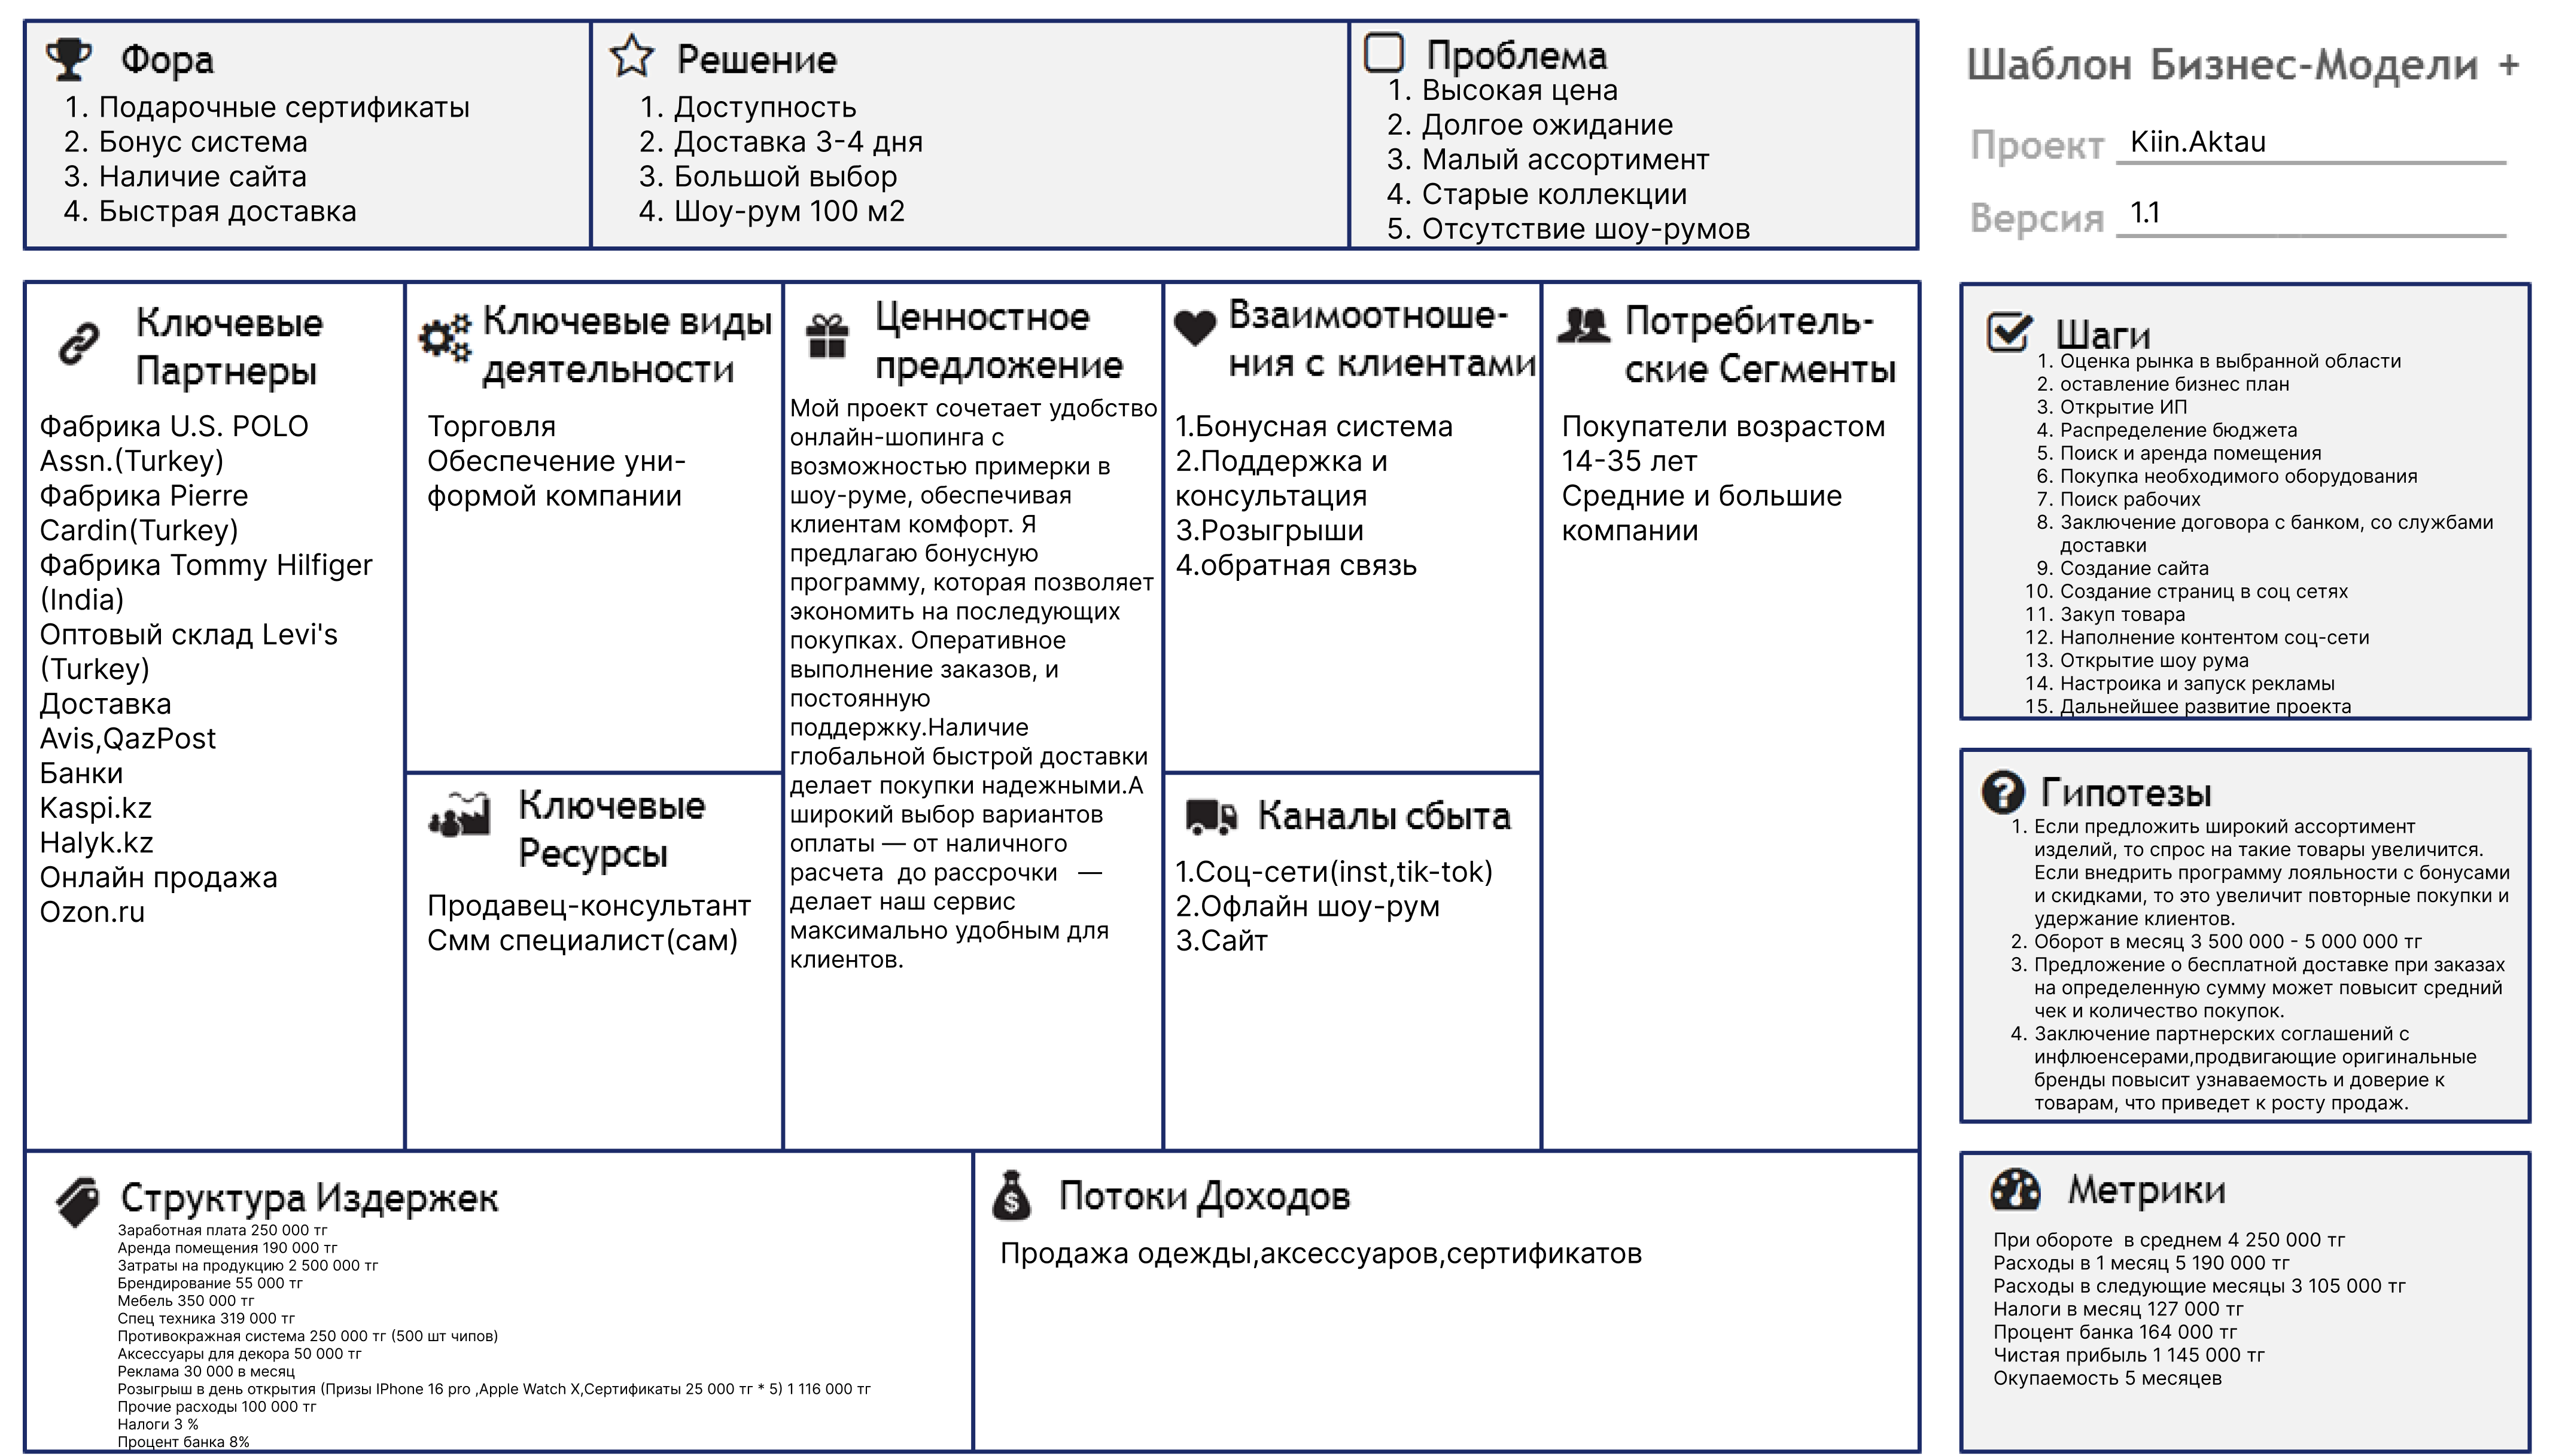 Фора
1. Подарочные сертификаты
2. Бонус система
3. Наличие сайта
4. Быстрая доставка
Решение
1. Доступность
2. Доставка 3-4 дня
3. Большой выбор
4. Шоу-рум 100 м2
Проблема
1. Высокая цена
2. Долгое ожидание
3. Малый ассортимент
4. Старые коллекции
5. Отсутствие шоу-румов
Шаблон Бизнес-Модели +
Проект Kiin.Aktau
Версия 1.1
Ключевые
Партнеры
Фабрика U.S. POLO
Assn.(Turkey)
Фабрика Pierre
Cardin(Turkey)
Фабрика Tommy Hilfiger
(India)
Оптовый склад Levi's
(Turkey)
Доставка
Avis,QazPost
Банки
Kaspi.kz
Halyk.kz
Онлайн продажа
Ozon.ru
Ключевые виды
деятельности
Торговля
Обеспечение уни-
формой компании
Ключевые
Ресурсы
Продавец-консультант
Смм специалист(сам)
Ценностное
предложение
Мой проект сочетает удобство
онлайн-шопинга с
возможностью примерки в
шоу-руме, обеспечивая
клиентам комфорт. Я
предлагаю бонусную
программу, которая позволяет
экономить на последующих
покупках. Оперативное
выполнение заказов, и
постоянную
поддержку.Наличие
глобальной быстрой доставки
делает покупки надежными.А
широкий выбор вариантов
оплаты — от наличного
расчета до рассрочки —
делает наш сервис
максимально удобным для
клиентов.
Взаимоотноше-
ния с клиентами
1.Бонусная система
2.Поддержка и
консультация
3.Розыгрыши
4.обратная связь
Каналы сбыта
1.Соц-сети(inst,tik-tok)
2.Офлайн шоу-рум
3.Сайт
Потребитель-
ские Сегменты
Покупатели возрастом
14-35 лет
Средние и большие
компании
Шаги
1. Оценка рынка в выбранной области
2. оставление бизнес план
3. Открытие ИП
4. Распределение бюджета
5. Поиск и аренда помещения
6. Покупка необходимого оборудования
7. Поиск рабочих
8. Заключение договора с банком, со службами
доставки
9. Создание сайта
10. Создание страниц в соц сетях
11. Закуп товара
12. Наполнение контентом соц-сети
13. Открытие шоу рума
14. Настроика и запуск рекламы
15. Дальнейшее развитие проекта
Гипотезы
1. Если предложить широкий ассортимент
изделий, то спрос на такие товары увеличится.
Если внедрить программу лояльности с бонусами
и скидками, то это увеличит повторные покупки и
удержание клиентов.
2. Оборот в месяц 3 500 000 - 5 000 000 тг
3. Предложение о бесплатной доставке при заказах
на определенную сумму может повысит средний
чек и количество покупок.
4. Заключение партнерских соглашений с
инфлюенсерами,продвигающие оригинальные
бренды повысит узнаваемость и доверие к
товарам, что приведет к росту продаж.
Структура Издержек
Заработная плата 250 000 тг
Аренда помещения 190 000 тг
Затраты на продукцию 2 500 000 тг
Брендирование 55 000 тг
Мебель 350 000 тг
Спец техника 319 000 тг
Противокражная система 250 000 тг (500 шт чипов)
Аксессуары для декора 50 000 тг
Реклама 30 000 в месяц
Розыгрыш в день открытия (Призы IPhone 16 pro ,Apple Watch X,Сертификаты 25 000 тг * 5) 1 116 000 тг
Прочие расходы 100 000 тг
Налоги 3 %
Процент банка 8%
Потоки Доходов
Продажа одежды,аксессуаров,сертификатов
Метрики
При обороте в среднем 4 250 000 тг
Расходы в 1 месяц 5 190 000 тг
Расходы в следующие месяцы 3 105 000 тг
Налоги в месяц 127 000 тг
Процент банка 164 000 тг
Чистая прибыль 1 145 000 тг
Окупаемость 5 месяцев